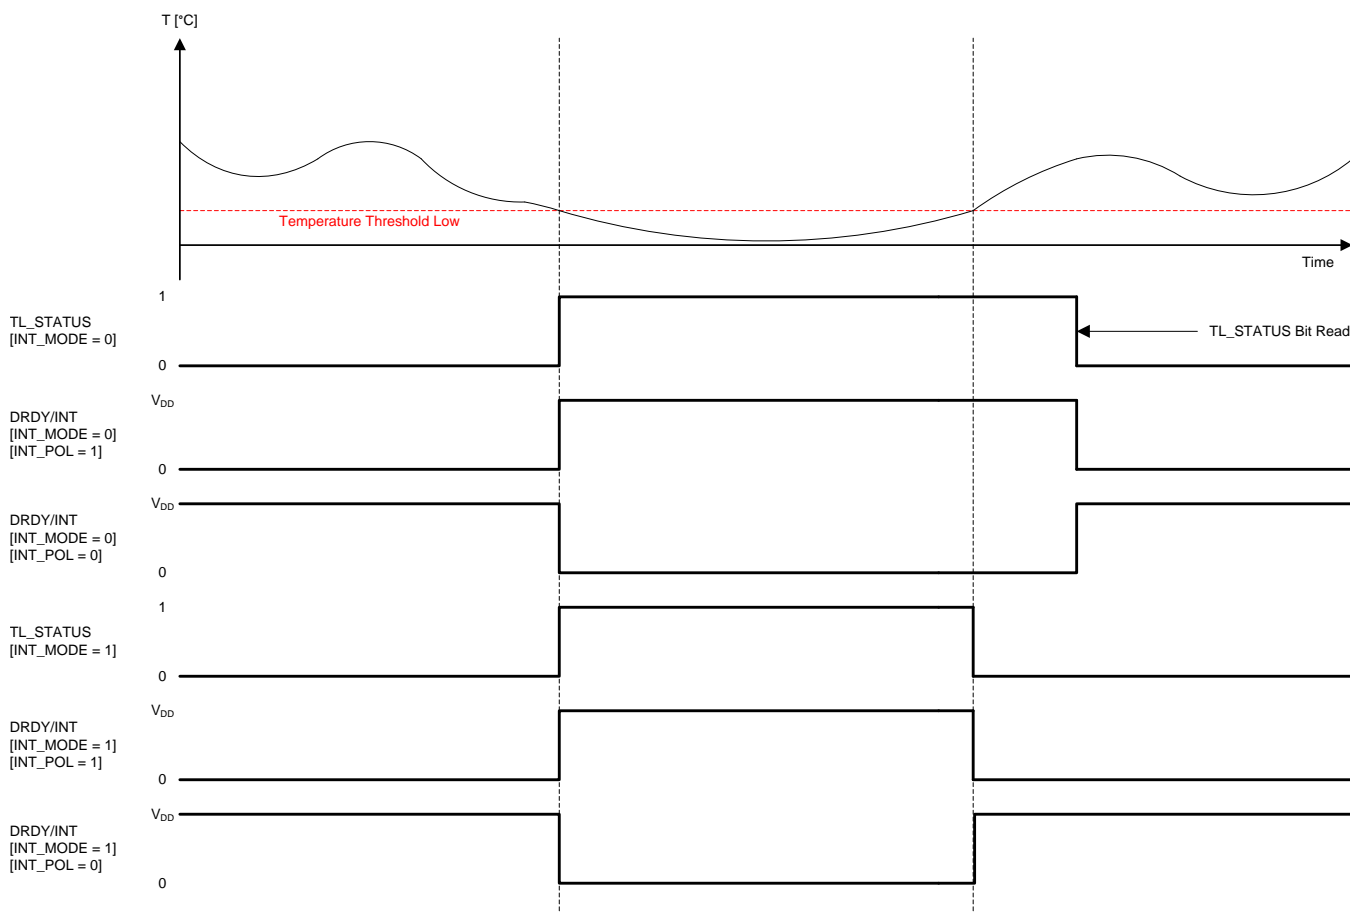 T [°C]
Temperature Threshold Low
Time
1
TL_STATUS
[INT_MODE = 0]
TL_STATUS Bit Read
0
VDD
DRDY/INT
[INT_MODE = 0]
[INT_POL = 1]
0
VDD
DRDY/INT
[INT_MODE = 0]
[INT_POL = 0]
0
1
TL_STATUS
[INT_MODE = 1]
0
VDD
DRDY/INT
[INT_MODE = 1]
[INT_POL = 1]
0
VDD
DRDY/INT
[INT_MODE = 1]
[INT_POL = 0]
0